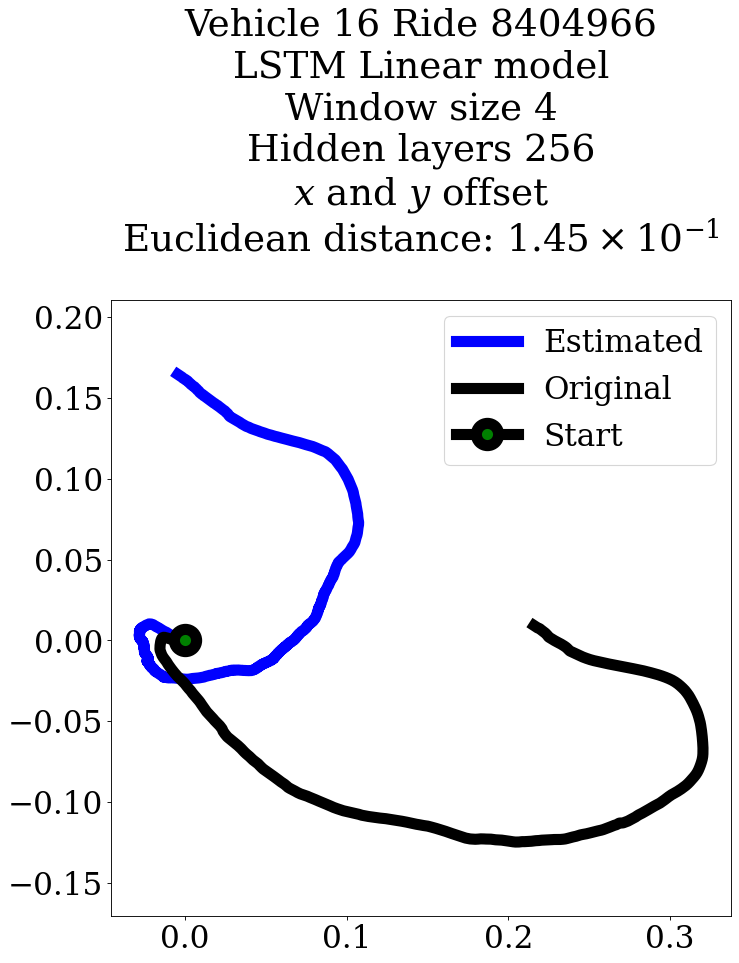 Vehicle 16 Ride 8404966
LSTM Linear model
Window size 4
Hidden layers 256
x and y offset
Euclidean distance: 1.45 × 10⁻¹
Estimated
Original
Start
0.20
0.15
0.10
0.05
0.00
−0.05
−0.10
−0.15
0.0 0.1 0.2 0.3